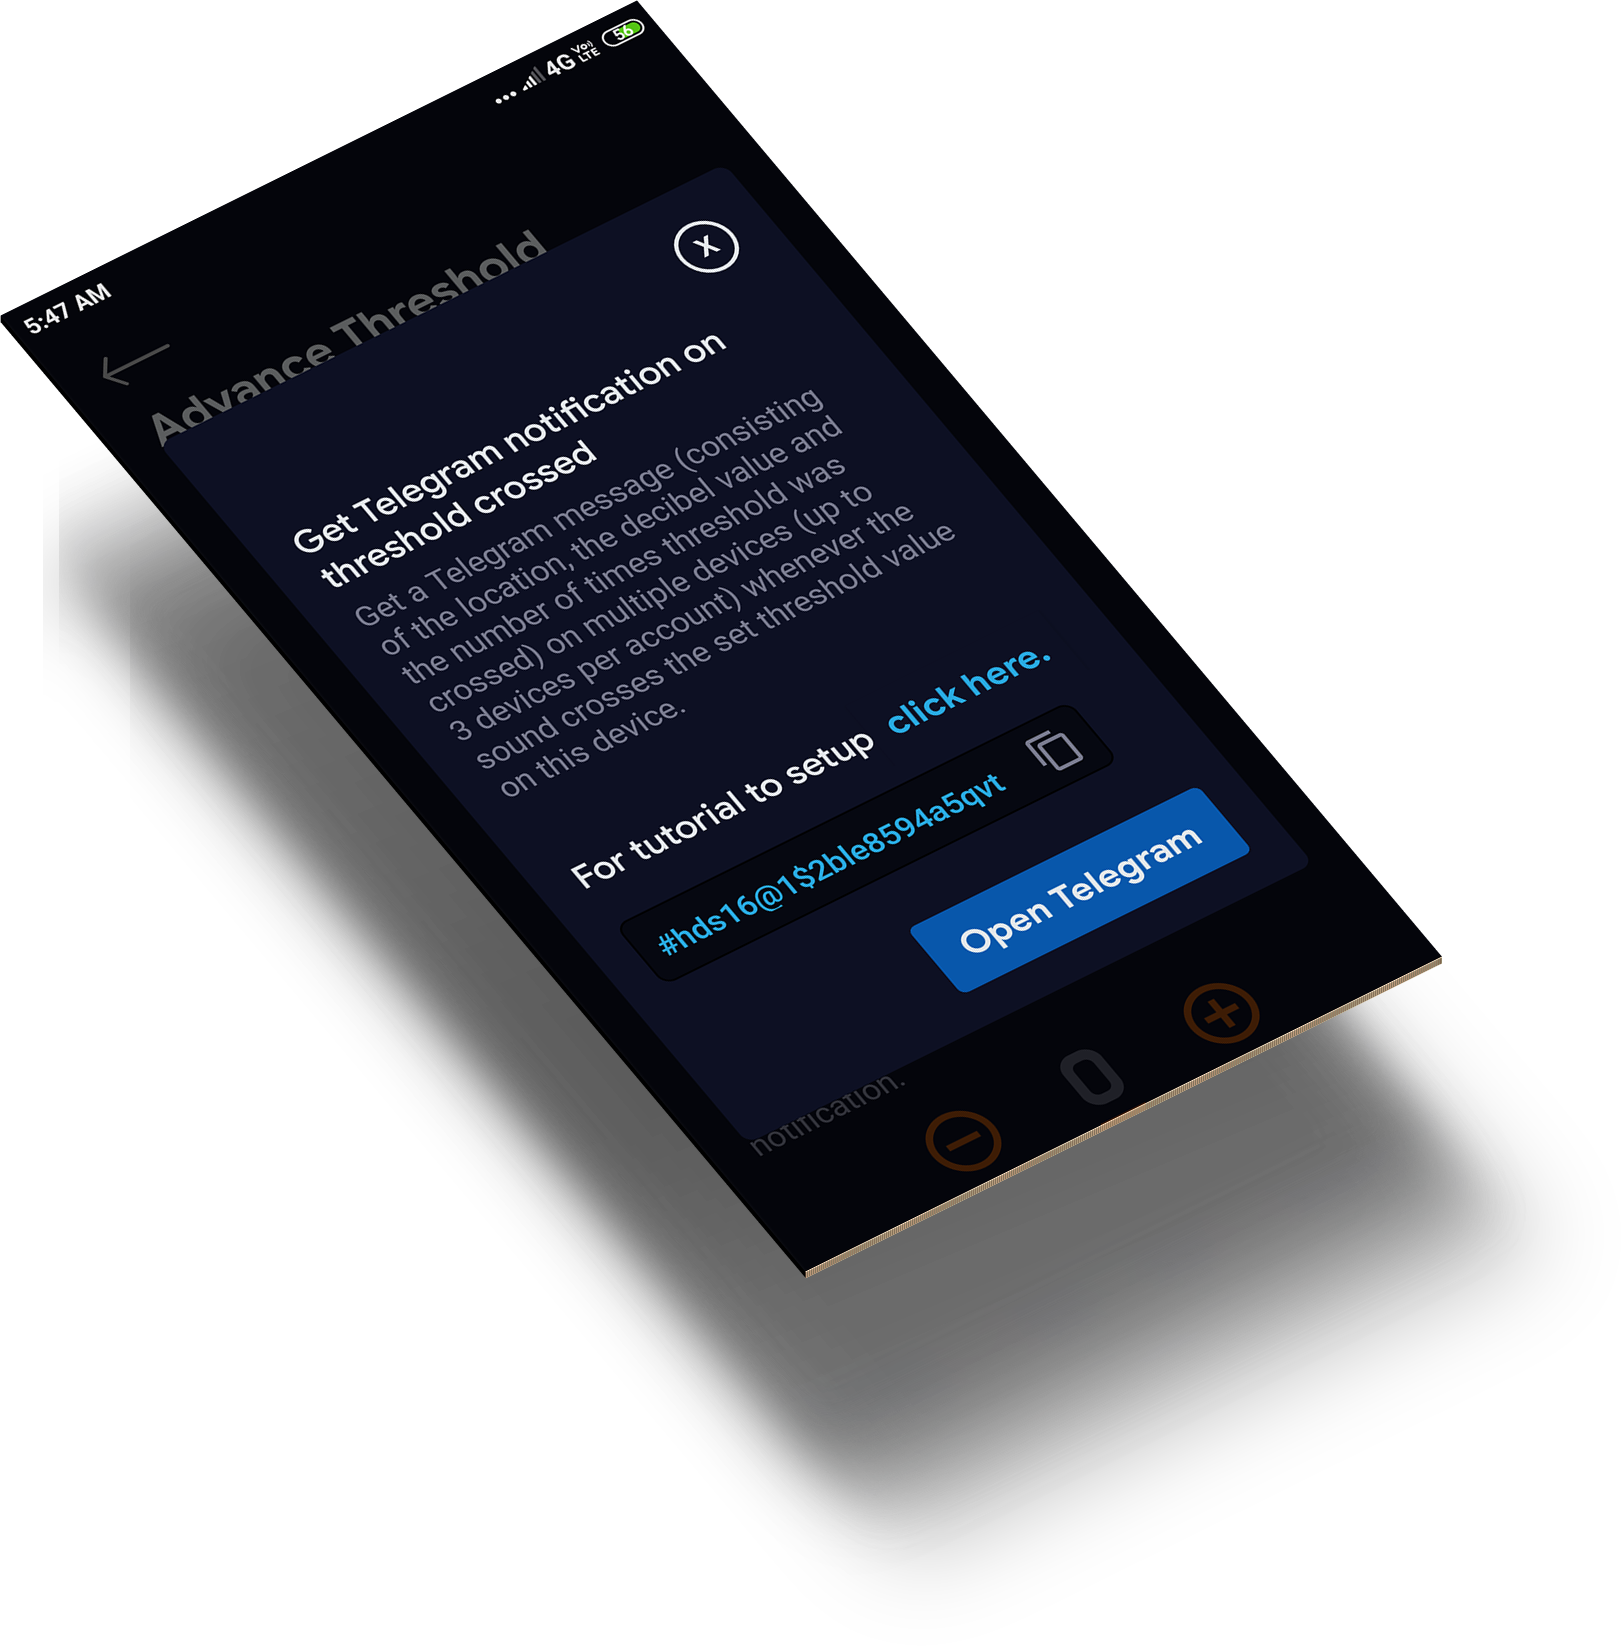 5:47 AM
4G Vo)) LTE 56
Advance Threshold
X
Get Telegram notification on
threshold crossed
Get a Telegram message (consisting
of the location, the decibel value and
the number of times threshold was
crossed) on multiple devices (up to
3 devices per account) whenever the
sound crosses the set threshold value
on this device.
For tutorial to setup click here.
#hds16@1$2ble8594a5qvt
Open Telegram
notification.
0